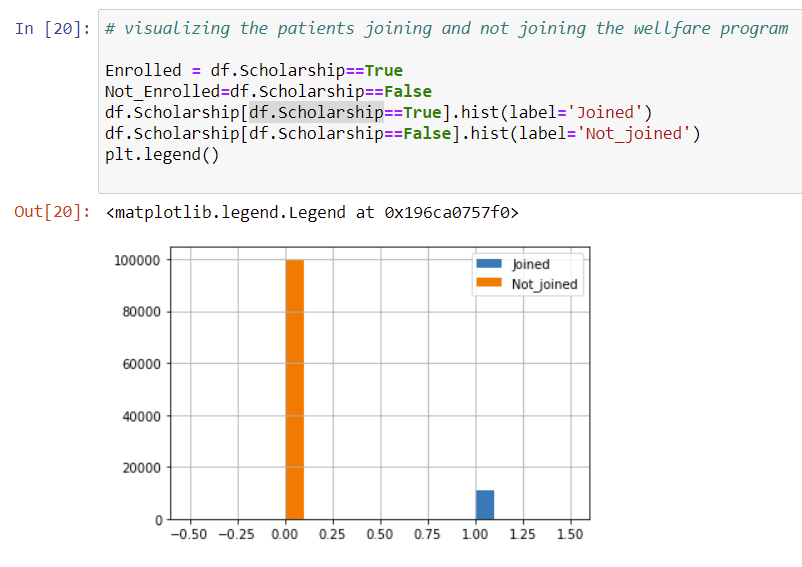 In [20]: # visualizing the patients joining and not joining the wellfare program
Enrolled = df.Scholarship==True
Not_Enrolled=df.Scholarship==False
df.Scholarship[df.Scholarship==True].hist(label='Joined')
df.Scholarship[df.Scholarship==False].hist(label='Not_joined')
plt.legend()
Out[20]: <matplotlib.legend.Legend at 0x196ca0757f0>
Joined
Not_joined
100000
80000
60000
40000
20000
0
−0.50 −0.25 0.00 0.25 0.50 0.75 1.00 1.25 1.50